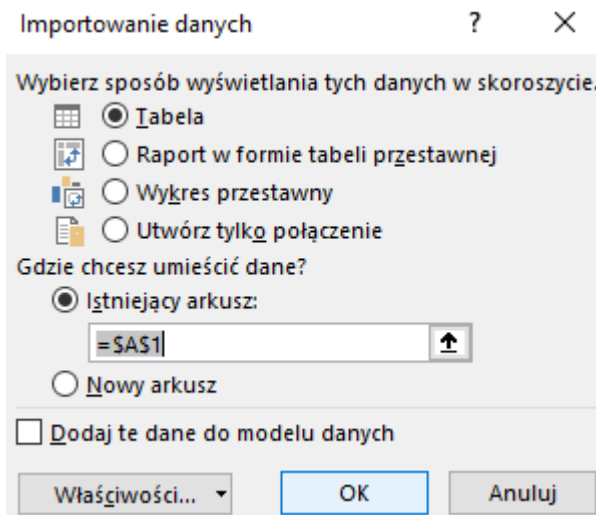 Importowanie danych ?
Wybierz sposób wyświetlania tych danych w skoroszycie.
Tabela
Raport w formie tabeli przestawnej
Wykres przestawny
Utwórz tylko połączenie
Gdzie chcesz umieścić dane?
Istniejący arkusz:
=$A$1
Nowy arkusz
Dodaj te dane do modelu danych
Właściwości... OK Anuluj